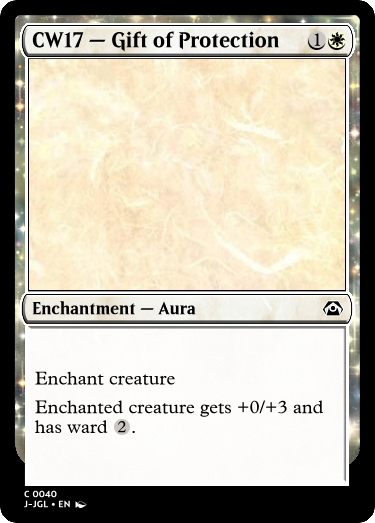 CW17 — Gift of Protection 1
Enchantment — Aura
Enchant creature
Enchanted creature gets +0/+3 and
has ward 2.
C 0040
J-JGL • EN